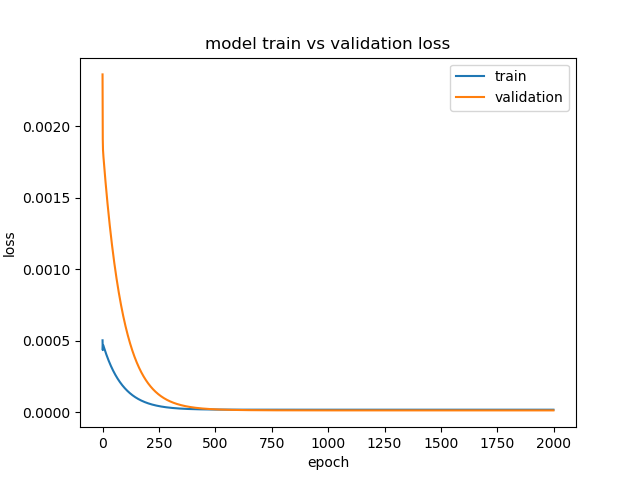 model train vs validation loss
train
validation
0.0020
0.0015
0.0010
0.0005
0.0000
loss
0 250 500 750 1000 1250 1500 1750 2000
epoch